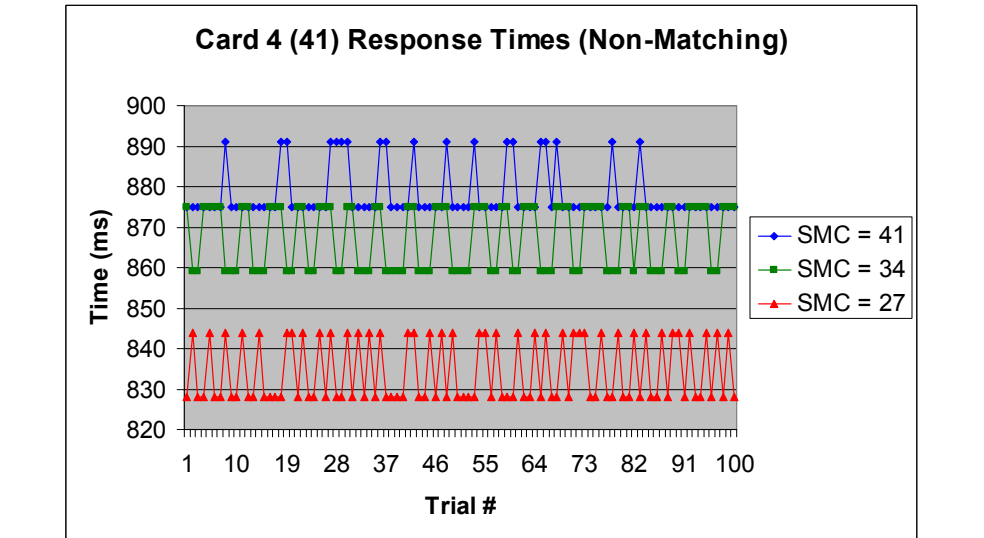 Card 4 (41) Response Times (Non-Matching)
900
890
880
870
860
850
840
830
820
Time (ms)
1 10 19 28 37 46 55 64 73 82 91 100
Trial #
SMC = 41
SMC = 34
SMC = 27